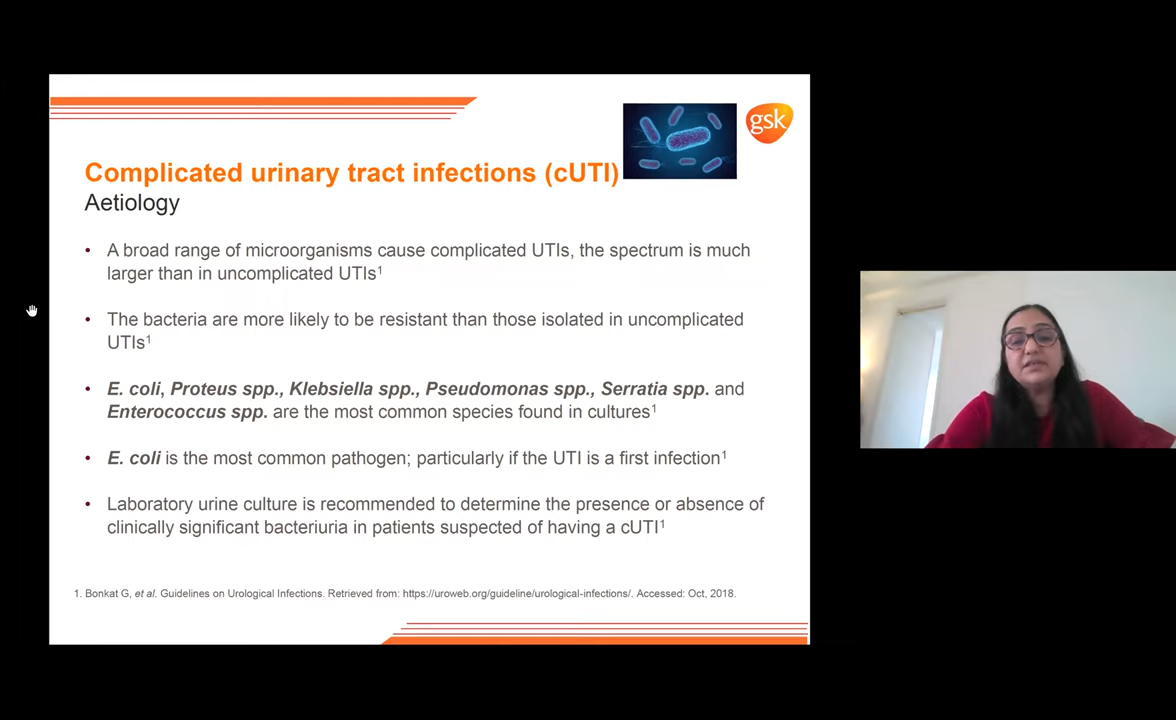 gsk
Complicated urinary tract infections (cUTI)
Aetiology
• A broad range of microorganisms cause complicated UTIs, the spectrum is much
larger than in uncomplicated UTIs¹
• The bacteria are more likely to be resistant than those isolated in uncomplicated
UTIs¹
• E. coli, Proteus spp., Klebsiella spp., Pseudomonas spp., Serratia spp. and
Enterococcus spp. are the most common species found in cultures¹
• E. coli is the most common pathogen; particularly if the UTI is a first infection¹
• Laboratory urine culture is recommended to determine the presence or absence of
clinically significant bacteriuria in patients suspected of having a cUTI¹
1. Bonkat G, et al. Guidelines on Urological Infections. Retrieved from: https://uroweb.org/guideline/urological-infections/. Accessed: Oct, 2018.